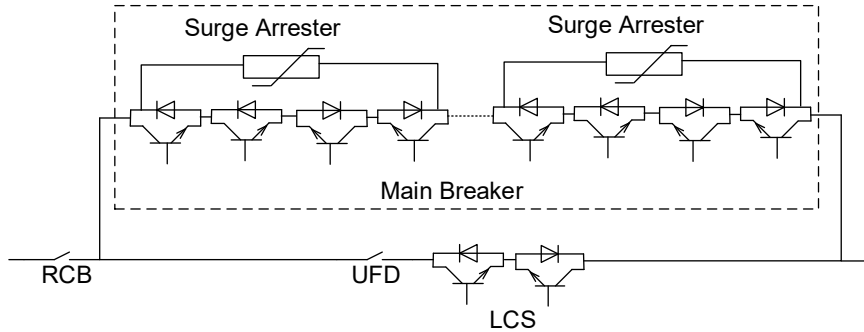 Surge Arrester
Surge Arrester
Main Breaker
RCB
UFD
LCS